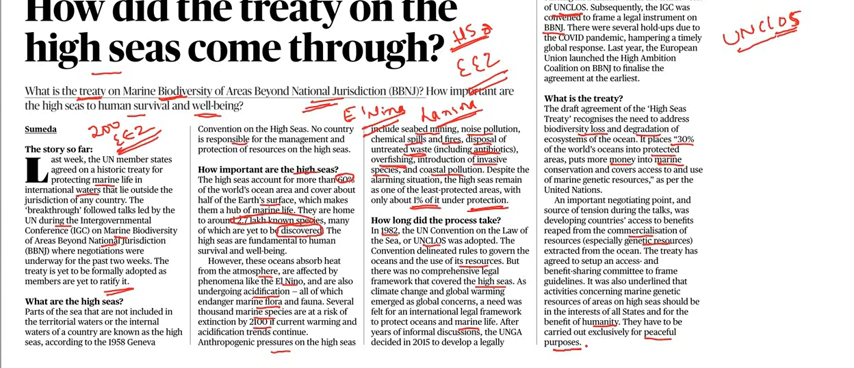 How did the treaty on the
high seas come through?
What is the treaty on Marine Biodiversity of Areas Beyond National Jurisdiction (BBNJ)? How important are
the high seas to human survival and well-being?
HS
EEZ
El Nino
Lanina
200
EEZ
UNCLOS
Sumeda
The story so far:
Last week, the UN member states
agreed on a historic treaty for
protecting marine life in
international waters that lie outside the
jurisdiction of any country. The
‘breakthrough’ followed talks led by the
UN during the Intergovernmental
Conference (IGC) on Marine Biodiversity
of Areas Beyond National Jurisdiction
(BBNJ) where negotiations were
underway for the past two weeks. The
treaty is yet to be formally adopted as
members are yet to ratify it.
What are the high seas?
Parts of the sea that are not included in
the territorial waters or the internal
waters of a country are known as the high
seas, according to the 1958 Geneva
Convention on the High Seas. No country
is responsible for the management and
protection of resources on the high seas.
How important are the high seas?
The high seas account for more than 60%
of the world's ocean area and cover about
half of the Earth's surface, which makes
them a hub of marine life. They are home
to around 2.7 lakh known species, many
of which are yet to be discovered. The
high seas are fundamental to human
survival and well-being.
However, these oceans absorb heat
from the atmosphere, are affected by
phenomena like the El Nino, and are also
undergoing acidification – all of which
endanger marine flora and fauna. Several
thousand marine species are at a risk of
extinction by 2100 if current warming and
acidification trends continue.
Anthropogenic pressures on the high seas
include seabed mining, noise pollution,
chemical spills and fires, disposal of
untreated waste (including antibiotics),
overfishing, introduction of invasive
species, and coastal pollution. Despite the
alarming situation, the high seas remain
as one of the least-protected areas, with
only about 1% of it under protection.
How long did the process take?
In 1982, the UN Convention on the Law of
the Sea, or UNCLOS was adopted. The
Convention delineated rules to govern the
oceans and the use of its resources. But
there was no comprehensive legal
framework that covered the high seas. As
climate change and global warming
emerged as global concerns, a need was
felt for an international legal framework
to protect oceans and marine life. After
years of informal discussions, the UNGA
decided in 2015 to develop a legally
of UNCLOS. Subsequently, the IGC was
convened to frame a legal instrument on
BBNJ. There were several hold-ups due to
the COVID pandemic, hampering a timely
global response. Last year, the European
Union launched the High Ambition
Coalition on BBNJ to finalise the
agreement at the earliest.
What is the treaty?
The draft agreement of the ‘High Seas
Treaty’ recognises the need to address
biodiversity loss and degradation of
ecosystems of the ocean. It places “30%
of the world's oceans into protected
areas, puts more money into marine
conservation and covers access to and use
of marine genetic resources,” as per the
United Nations.
An important negotiating point, and
source of tension during the talks, was
developing countries' access to benefits
reaped from the commercialisation of
resources (especially genetic resources)
extracted from the ocean. The treaty has
agreed to setup an access- and
benefit-sharing committee to frame
guidelines. It was also underlined that
activities concerning marine genetic
resources of areas on high seas should be
in the interests of all States and for the
benefit of humanity. They have to be
carried out exclusively for peaceful
purposes.